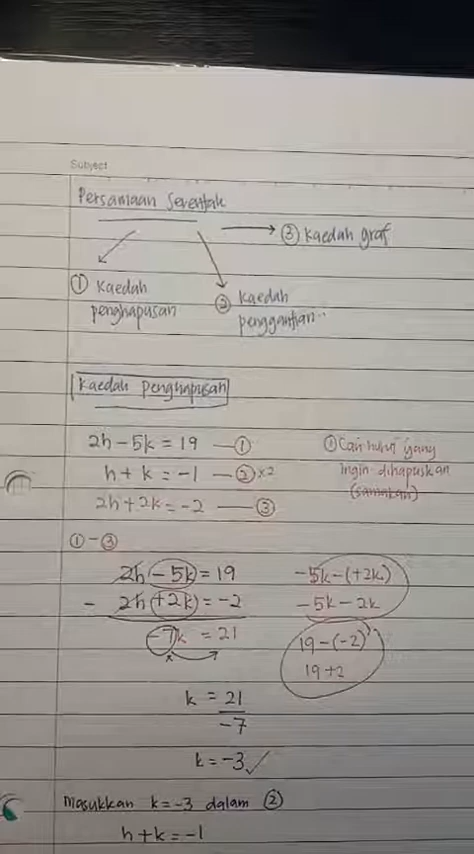 Subject
Persamaan Serentak
③ Kaedah graf
① Kaedah
penghapusan
② Kaedah
penggantian..
Kaedah Penghapusan
2h − 5k = 19 — ①
h + k = −1 — ② ×2
2h + 2k = −2 — ③
① Cari huruf yang
ingin dihapuskan
(samakan)
① − ③
2h − 5k = 19
− 2h + 2k = −2
−7k = 21
−5k − (+2k)
−5k − 2k
19 − (−2)
19 + 2
k = 21
−7
k = −3 ✓
Masukkan k = −3 dalam ②
h + k = −1